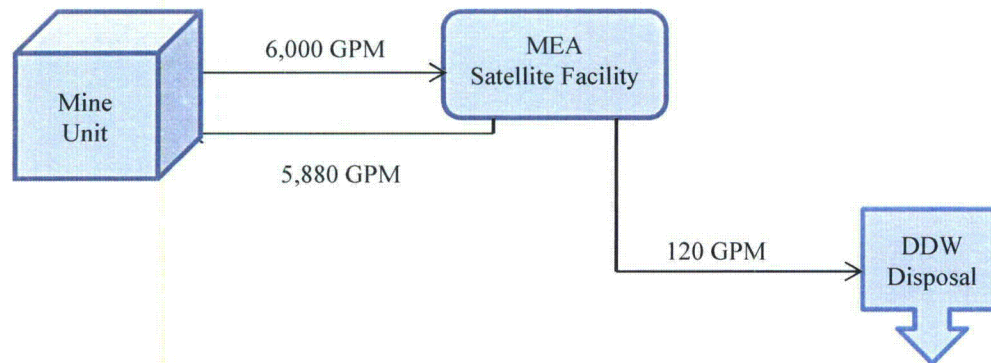 6,000 GPM
MEA
Satellite Facility
Mine
Unit
5,880 GPM
120 GPM
DDW
Disposal